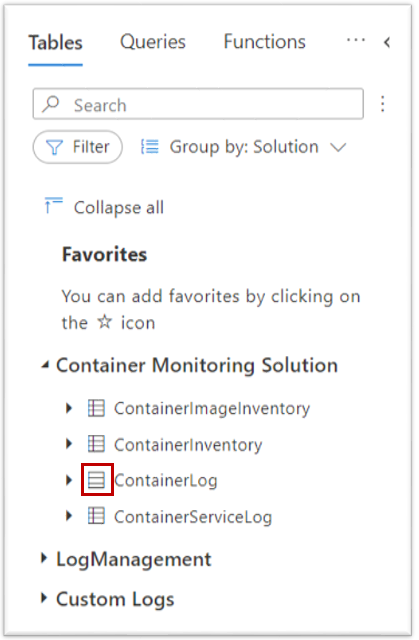 Tables Queries Functions ...
Search
Filter Group by: Solution
Collapse all
Favorites
You can add favorites by clicking on
the ☆ icon
Container Monitoring Solution
ContainerImageInventory
ContainerInventory
ContainerLog
ContainerServiceLog
LogManagement
Custom Logs